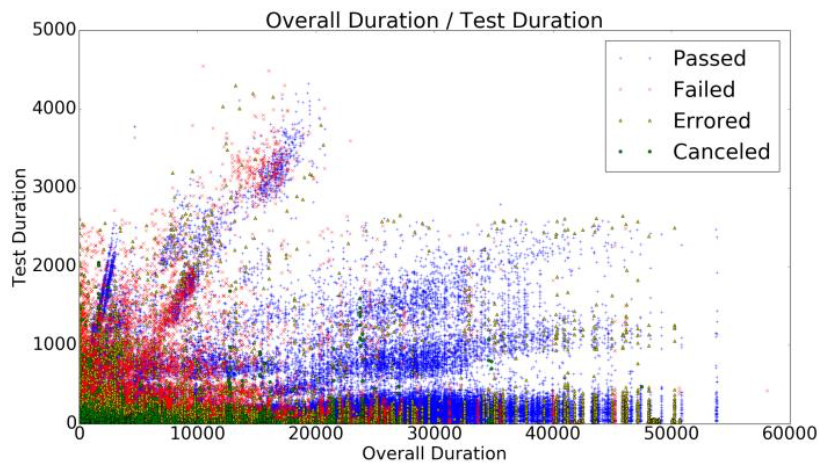 Overall Duration / Test Duration
5000
4000
3000
2000
1000
0
Test Duration
Passed
Failed
Errored
Canceled
0 10000 20000 30000 40000 50000 60000
Overall Duration